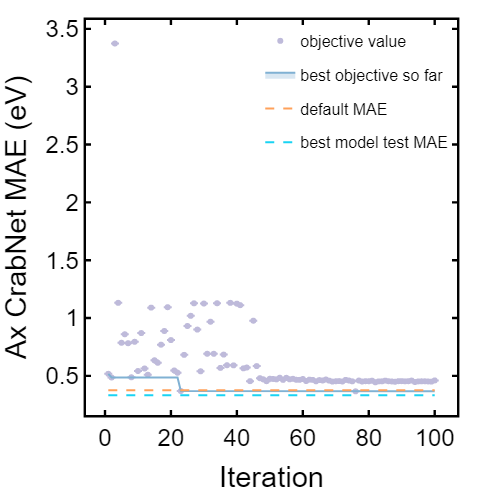 3.5
3
2.5
2
1.5
1
0.5
Ax CrabNet MAE (eV)
objective value
best objective so far
default MAE
best model test MAE
0 20 40 60 80 100
Iteration